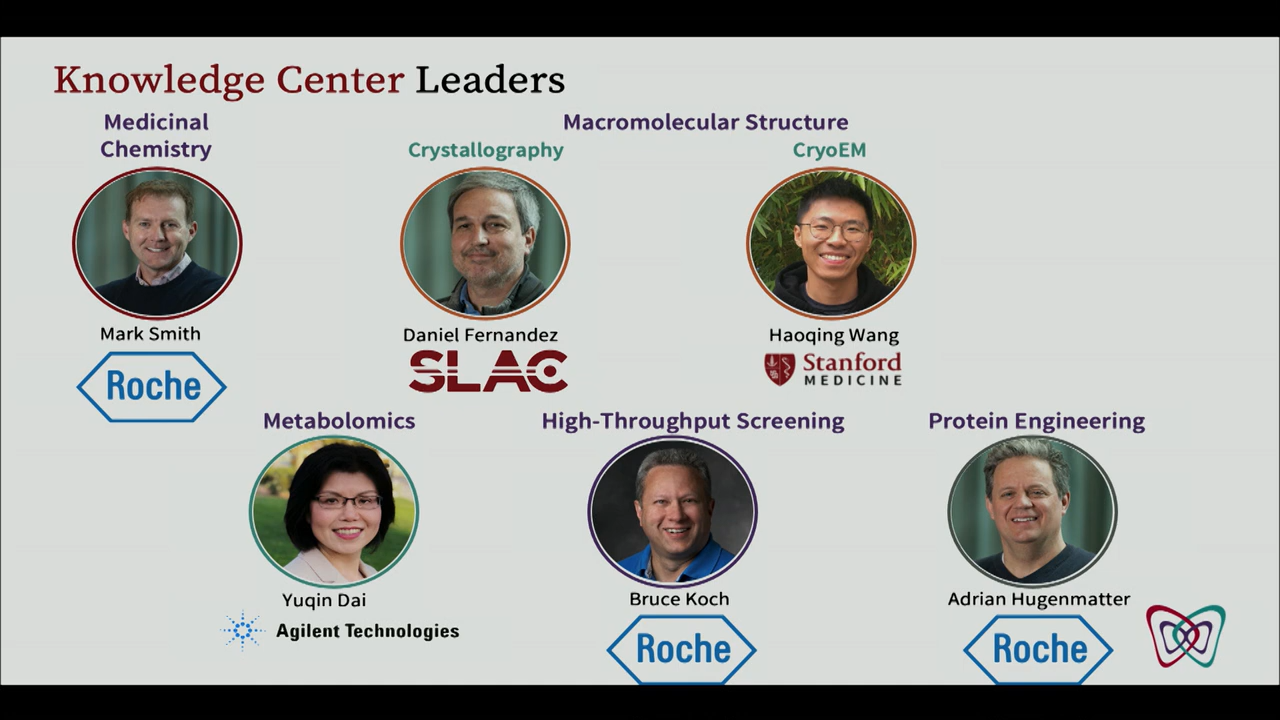 Knowledge Center Leaders
Medicinal
Chemistry
Macromolecular Structure
Crystallography
CryoEM
Mark Smith
Daniel Fernandez
Haoqing Wang
Roche
SLAC
Stanford
MEDICINE
Metabolomics
High-Throughput Screening
Protein Engineering
Yuqin Dai
Bruce Koch
Adrian Hugenmatter
Agilent Technologies
Roche
Roche